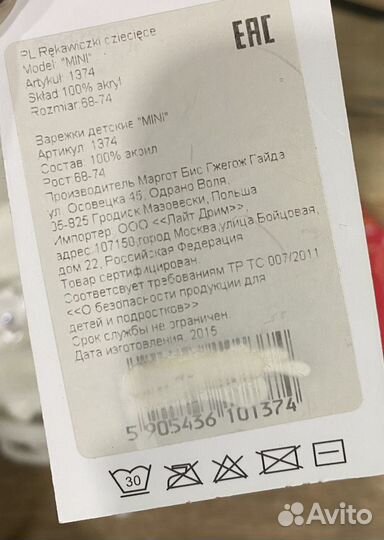 PL Rękawiczki dziecięce
Model: "MINI"
Artykuł: 1374
Skład 100% akryl
Rozmiar 68-74
EAC
Варежки детские "MINI"
Артикул 1374
Состав: 100% акрил
Рост 68-74
Производитель Маргот Бис Гжегож Гайда
ул. Осовецка 45, Одрано Воля,
05-825 Гродиск Мазовески, Польша
Импортер: ООО <<Лайт Дрим>>,
адрес:107150,город Москва,улица Бойцовая,
дом 22, Российская Федерация
Товар сертифицирован.
Соответсвует требованиям ТР ТС 007/2011
<<О безопасности продукции для
детей и подростков>>
Срок службы не ограничен.
Дата изготовления: 2015
5 905436 101374
30
Avito